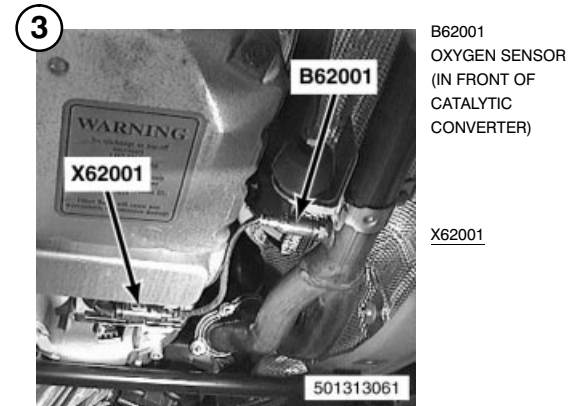 3
B62001
OXYGEN SENSOR
(IN FRONT OF
CATALYTIC
CONVERTER)
B62001
WARNING
X62001
X62001
501313061